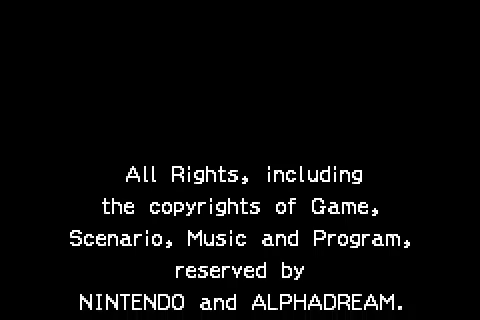 All Rights, including
the copyrights of Game,
Scenario, Music and Program,
reserved by
NINTENDO and ALPHADREAM.